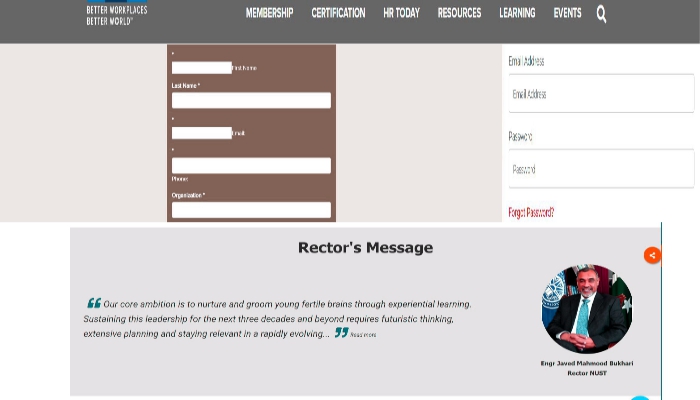 BETTER WORKPLACES
BETTER WORLD™
MEMBERSHIP CERTIFICATION HR TODAY RESOURCES LEARNING EVENTS
*
First Name
Last Name *
*
Email:
*
Phone:
Organization *
Email Address
Email Address
Password
Password
Forgot Password?
Rector's Message
❝ Our core ambition is to nurture and groom young fertile brains through experiential learning.
Sustaining this leadership for the next three decades and beyond requires futuristic thinking,
extensive planning and staying relevant in a rapidly evolving... ❞ Read more
Engr Javed Mahmood Bukhari
Rector NUST